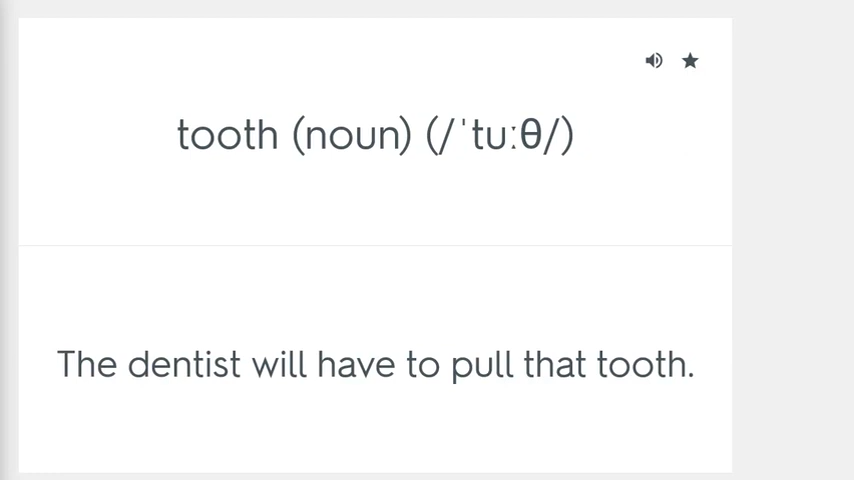 tooth (noun) (/ˈtuːθ/)
The dentist will have to pull that tooth.